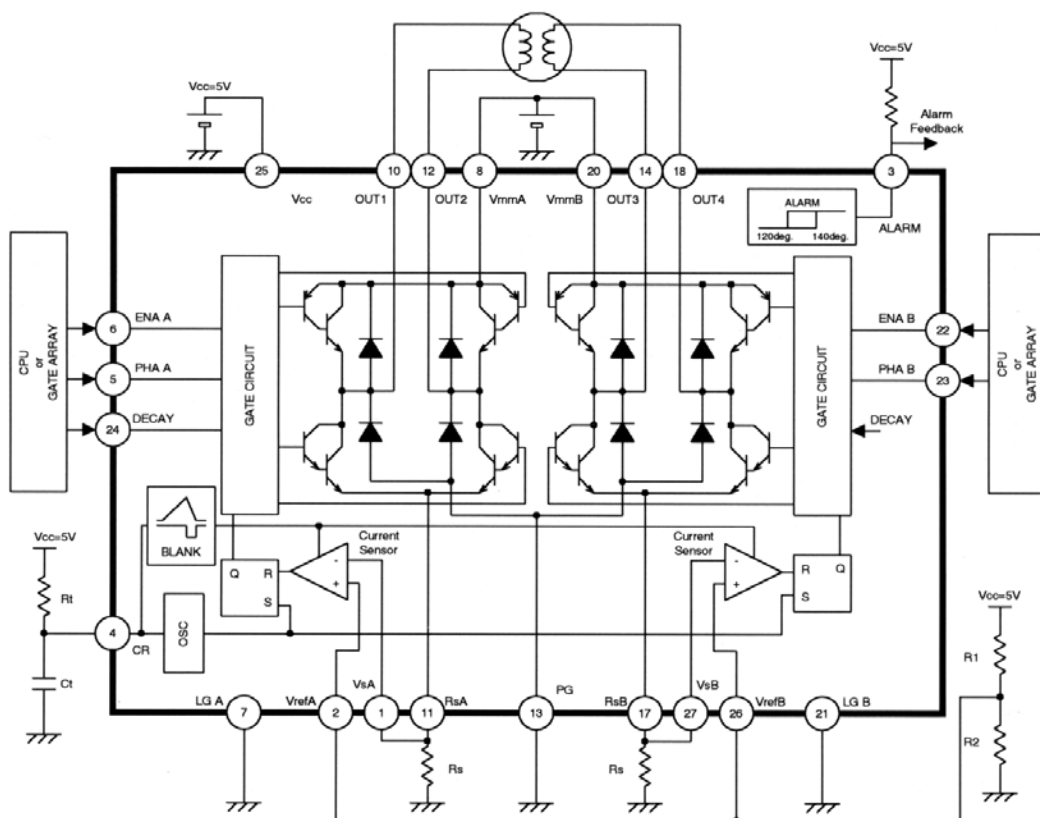 Vcc=5V
Vcc=5V
Alarm
Feedback
25
10
12
8
20
14
18
3
Vcc
OUT1
OUT2
VmmA
VmmB
OUT3
OUT4
ALARM
120deg.
140deg.
ALARM
CPU
or
GATE ARRAY
6
ENA A
5
PHA A
24
DECAY
GATE CIRCUIT
GATE CIRCUIT
ENA B
22
PHA B
23
DECAY
CPU
or
GATE ARRAY
BLANK
Current
Sensor
-
+
Q
R
S
Current
Sensor
-
+
R
Q
S
Vcc=5V
Rt
4
CR
OSC
Ct
Vcc=5V
R1
R2
LG A
7
VrefA
2
VsA
1
RsA
11
PG
13
RsB
17
VsB
27
VrefB
26
LG B
21
Rs
Rs